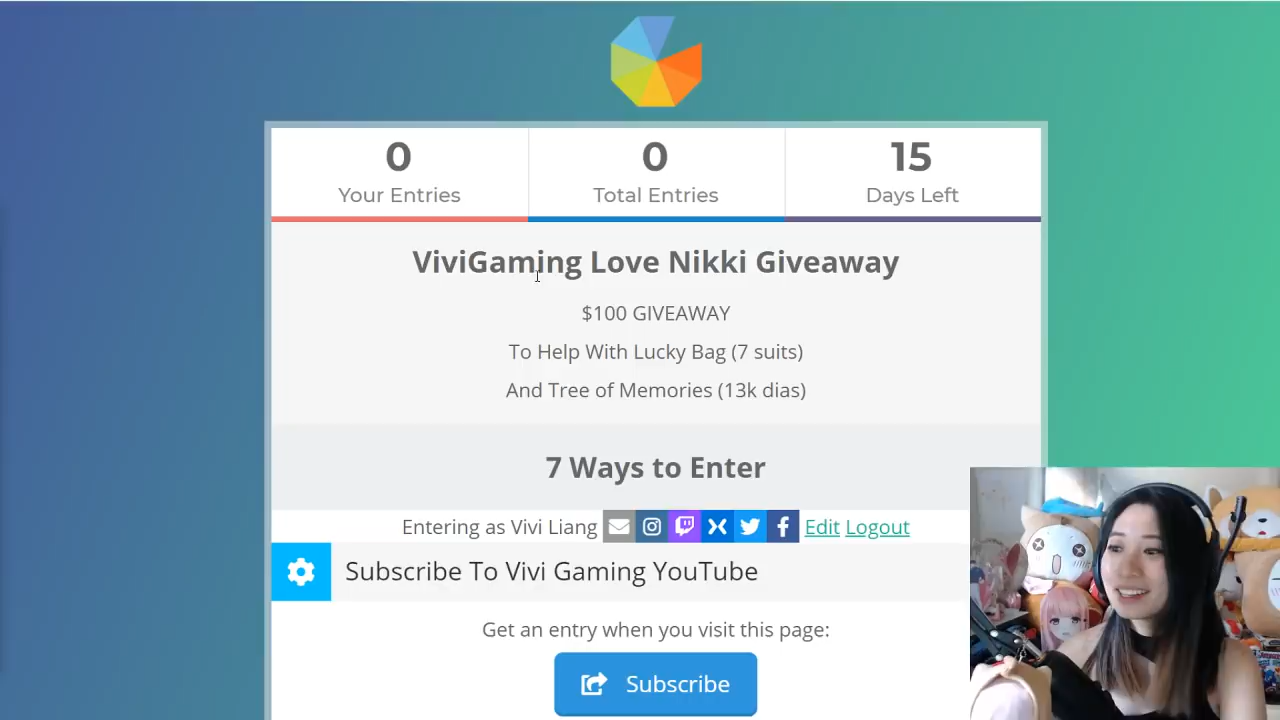 0
Your Entries
0
Total Entries
15
Days Left
ViviGaming Love Nikki Giveaway
$100 GIVEAWAY
To Help With Lucky Bag (7 suits)
And Tree of Memories (13k dias)
7 Ways to Enter
Entering as Vivi Liang Edit Logout
Subscribe To Vivi Gaming YouTube
Get an entry when you visit this page:
Subscribe